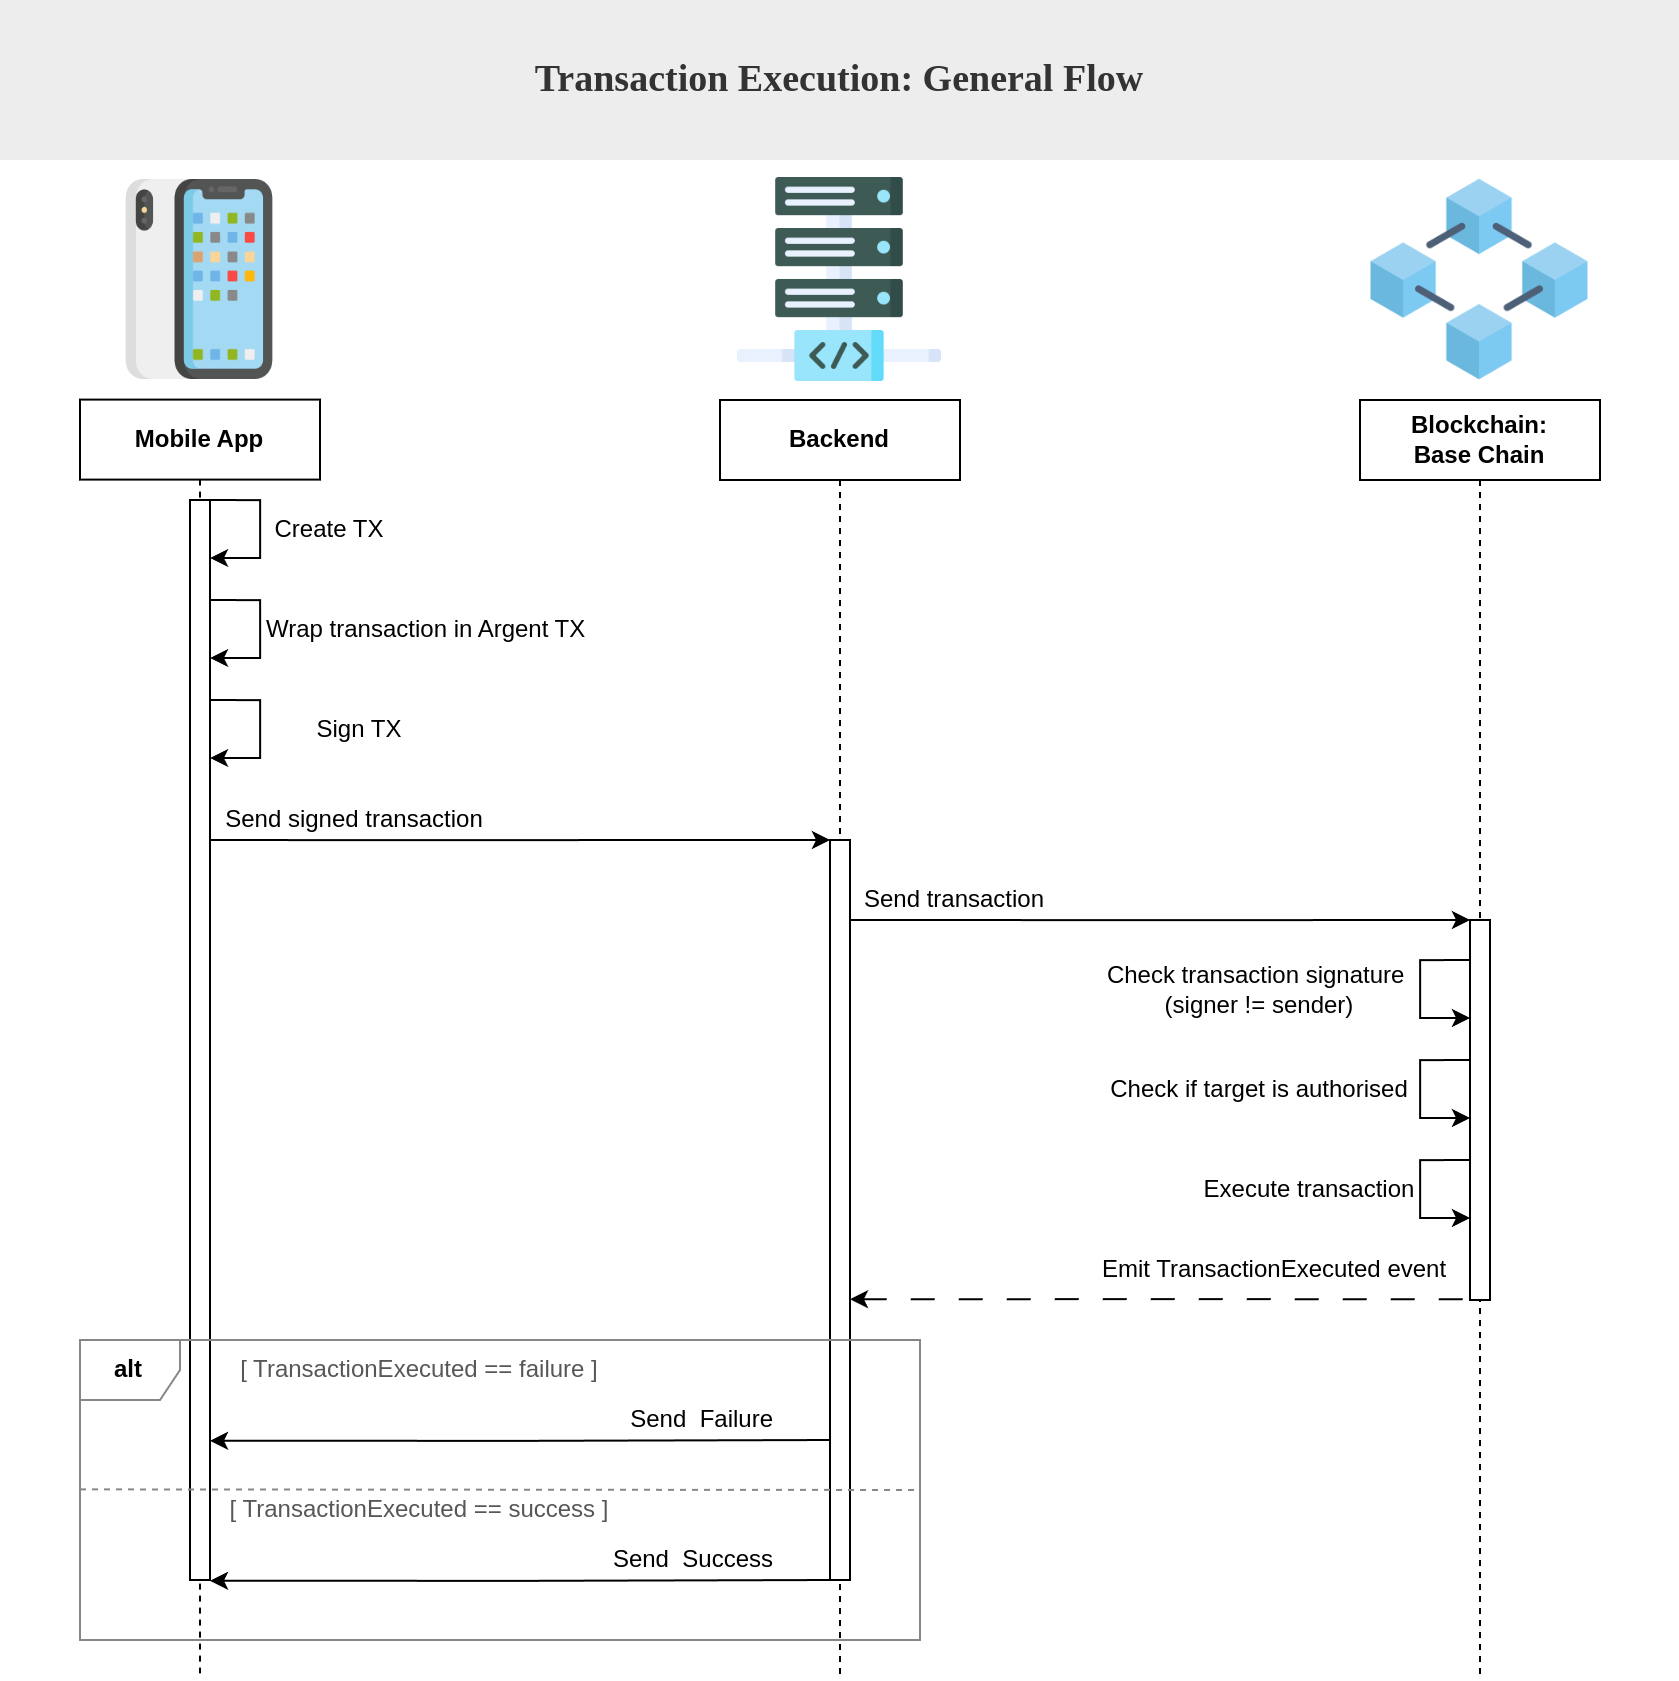 Transaction Execution: General Flow
Mobile App
Backend
Blockchain:
Base Chain
Create TX
Wrap transaction in Argent TX
Sign TX
Send signed transaction
Send transaction
Check transaction signature
(signer != sender)
Check if target is authorised
Execute transaction
Emit TransactionExecuted event
alt
[ TransactionExecuted == failure ]
Send  Failure
[ TransactionExecuted == success ]
Send  Success